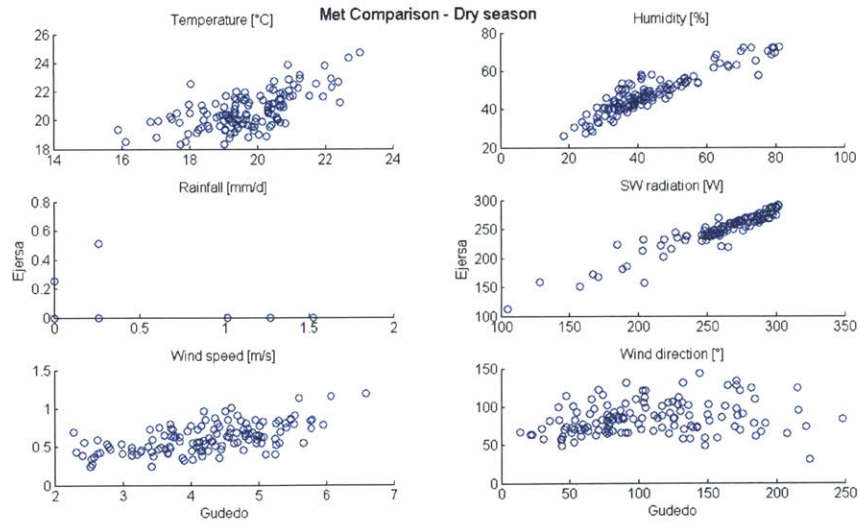 Met Comparison - Dry season
Temperature [°C]
26
24
22
20
18
14 16 18 20 22 24
Humidity [%]
80
60
40
20
0 20 40 60 80 100
Rainfall [mm/d]
Ejersa
0.8
0.6
0.4
0.2
0
0 0.5 1 1.5 2
SW radiation [W]
Ejersa
300
250
200
150
100
100 150 200 250 300 350
Wind speed [m/s]
1.5
1
0.5
0
2 3 4 5 6 7
Gudedo
Wind direction [°]
150
100
50
0
0 50 100 150 200 250
Gudedo